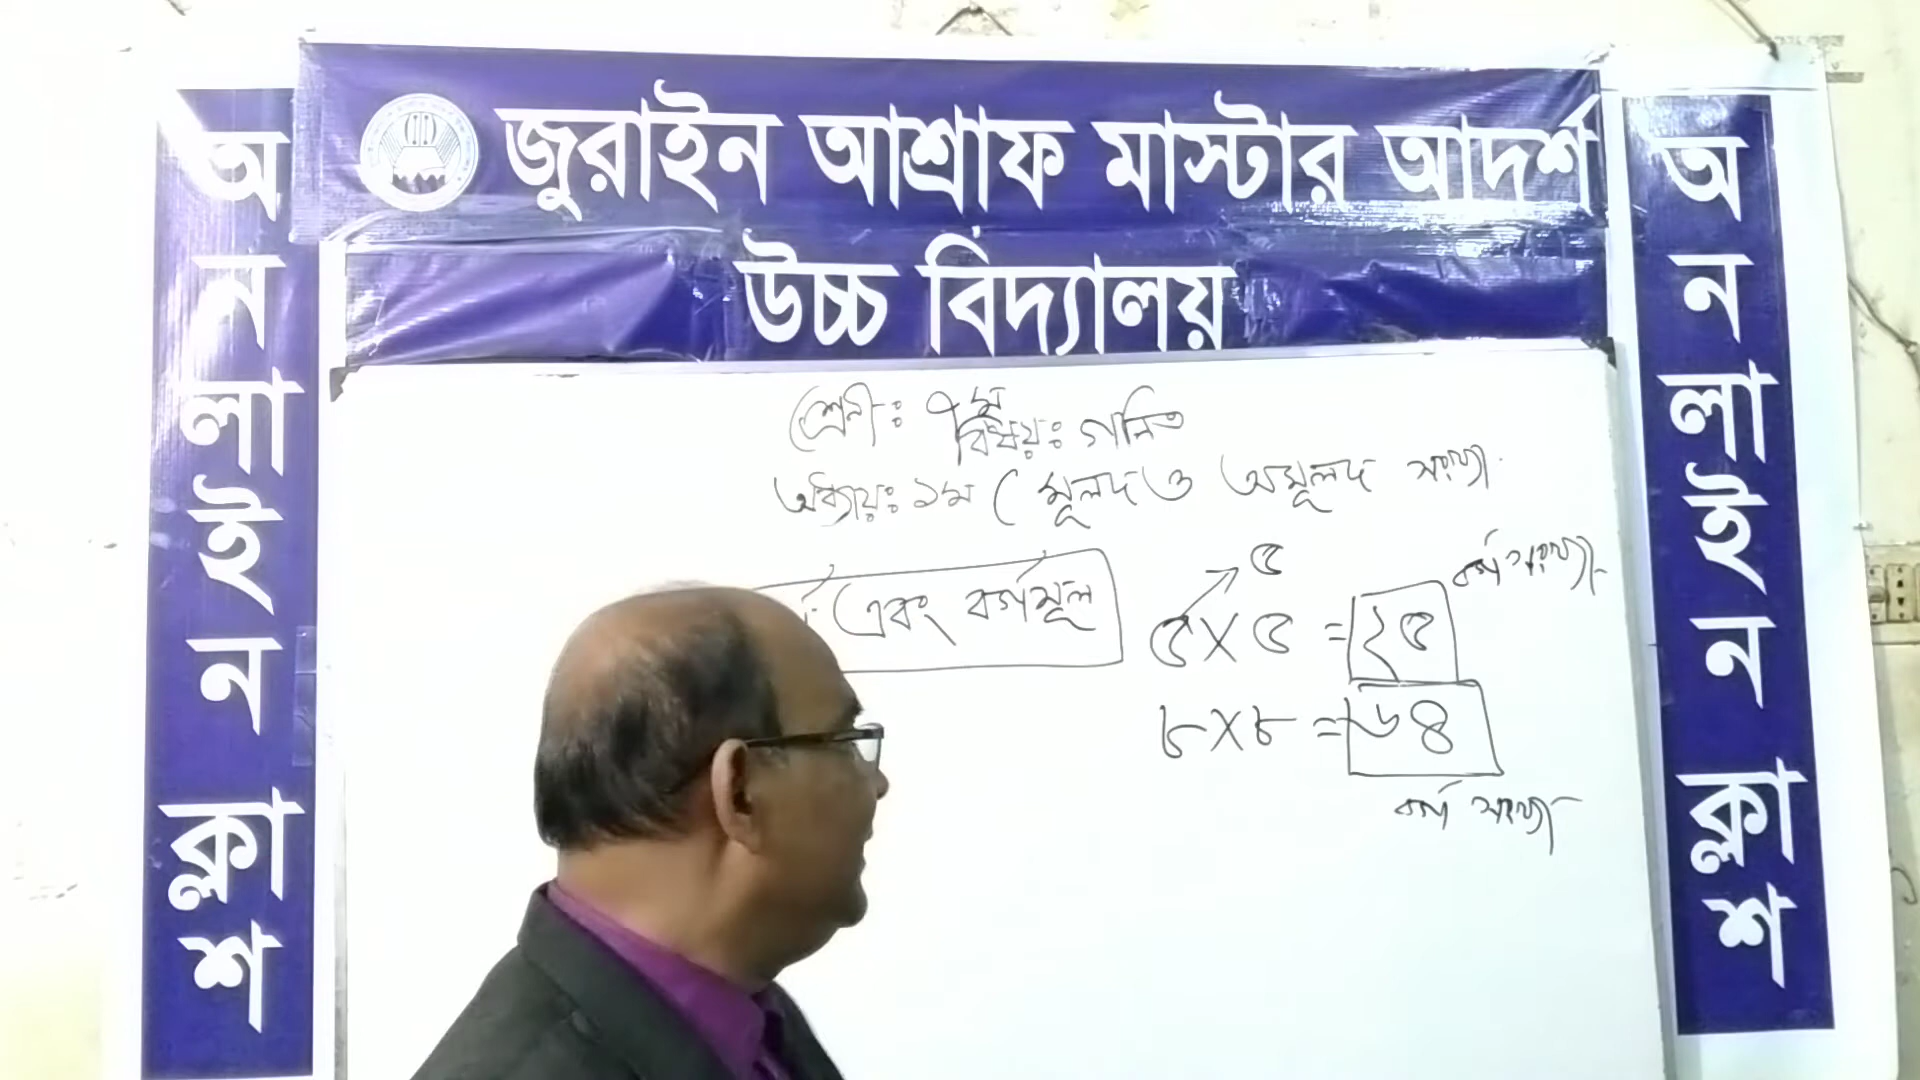 জুরাইন আশ্রাফ মাস্টার আদর্শ
উচ্চ বিদ্যালয়
অনলাইন ক্লাশ
অনলাইন ক্লাশ
শ্রেনী: ৭ম
বিষয়: গনিত
অধ্যায়: ১ম ( মূলদ ও অমূলদ সংখ্যা
এবং বর্গমূল
৫
৫ X ৫ = ২৫ বর্গ সংখ্যা
৮ X ৮ = ৬৪
বর্গ সংখ্যা